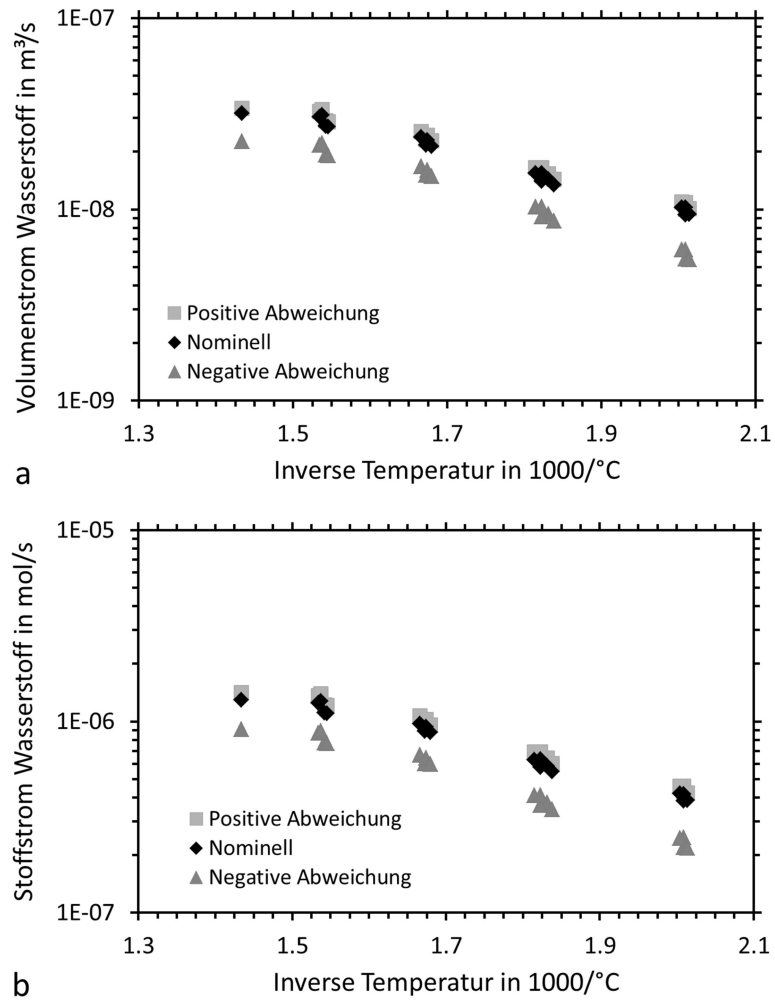 1E-07
1E-08
1E-09
Volumenstrom Wasserstoff in m³/s
Positive Abweichung
Nominell
Negative Abweichung
1.3 1.5 1.7 1.9 2.1
Inverse Temperatur in 1000/°C
a
1E-05
1E-06
1E-07
Stoffstrom Wasserstoff in mol/s
Positive Abweichung
Nominell
Negative Abweichung
1.3 1.5 1.7 1.9 2.1
Inverse Temperatur in 1000/°C
b